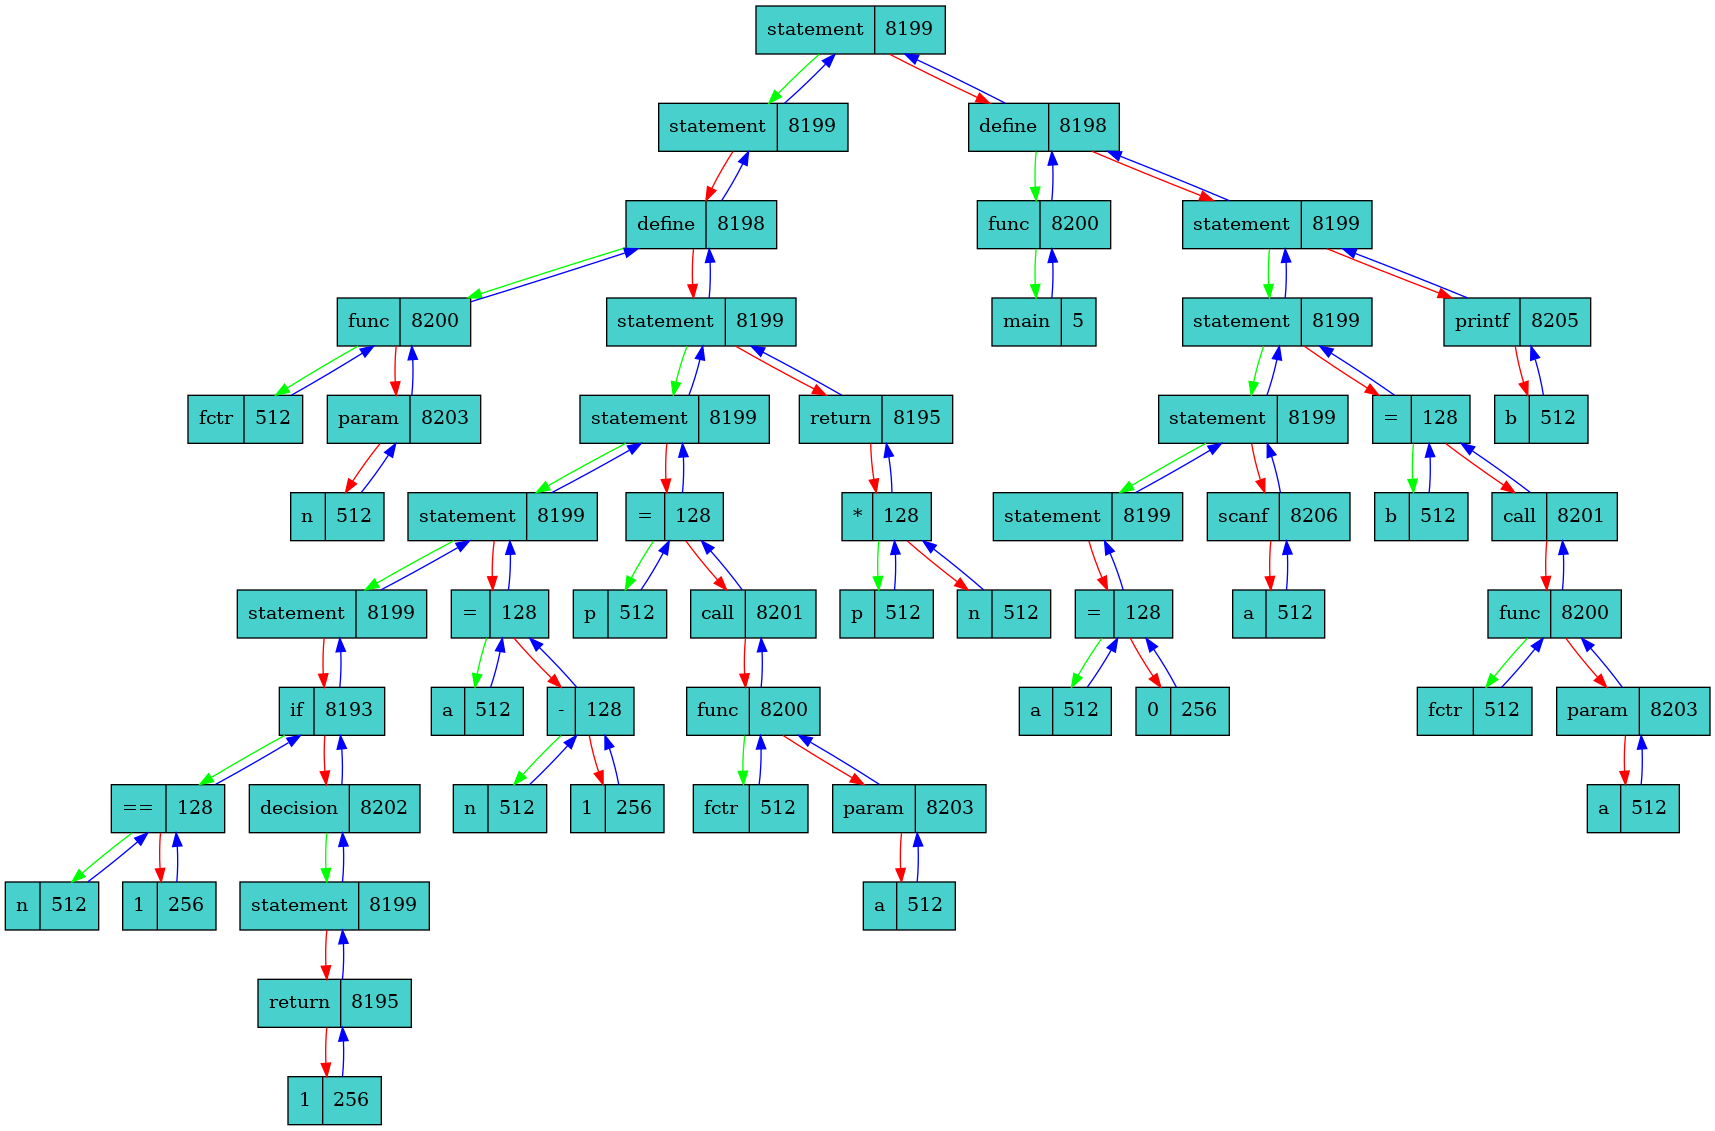 statement 8199
statement 8199
define 8198
define 8198
func 8200
statement 8199
func 8200
statement 8199
main 5
statement 8199
printf 8205
fctr 512
param 8203
statement 8199
return 8195
statement 8199
= 128
b 512
n 512
statement 8199
= 128
* 128
statement 8199
scanf 8206
b 512
call 8201
statement 8199
= 128
p 512
call 8201
p 512
n 512
= 128
a 512
func 8200
if 8193
a 512
- 128
func 8200
a 512
0 256
fctr 512
param 8203
== 128
decision 8202
n 512
1 256
fctr 512
param 8203
a 512
n 512
1 256
statement 8199
a 512
return 8195
1 256